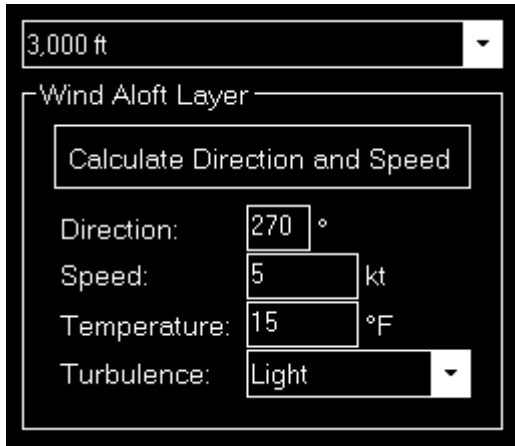 3,000 ft
Wind Aloft Layer
Calculate Direction and Speed
Direction: 270 °
Speed: 5 kt
Temperature: 15 °F
Turbulence: Light